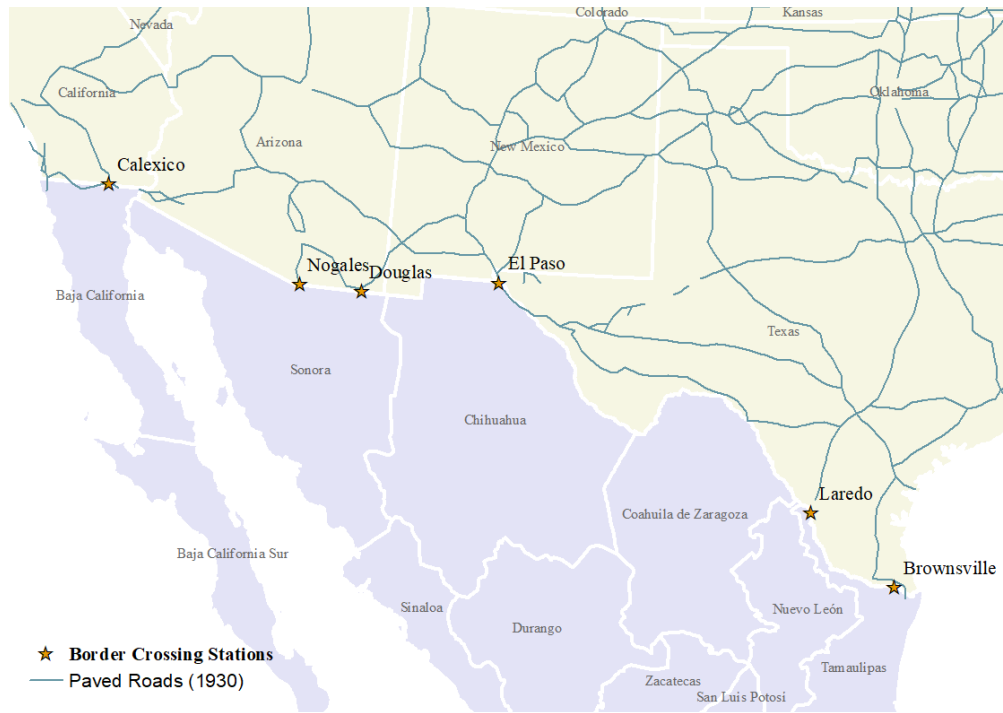 Colorado
Kansas
Nevada
California
Oklahoma
Arizona
New Mexico
Calexico
Nogales
Douglas
El Paso
Baja California
Texas
Sonora
Chihuahua
Laredo
Coahuila de Zaragoza
Baja California Sur
Brownsville
Sinaloa
Nuevo León
Durango
Border Crossing Stations
Tamaulipas
Paved Roads (1930)
Zacatecas
San Luis Potosí